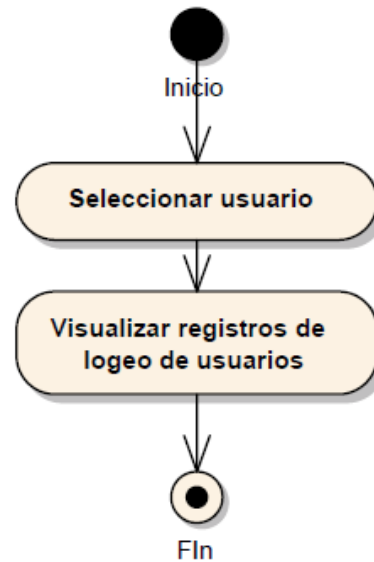 Inicio
Seleccionar usuario
Visualizar registros de
logeo de usuarios
FIn